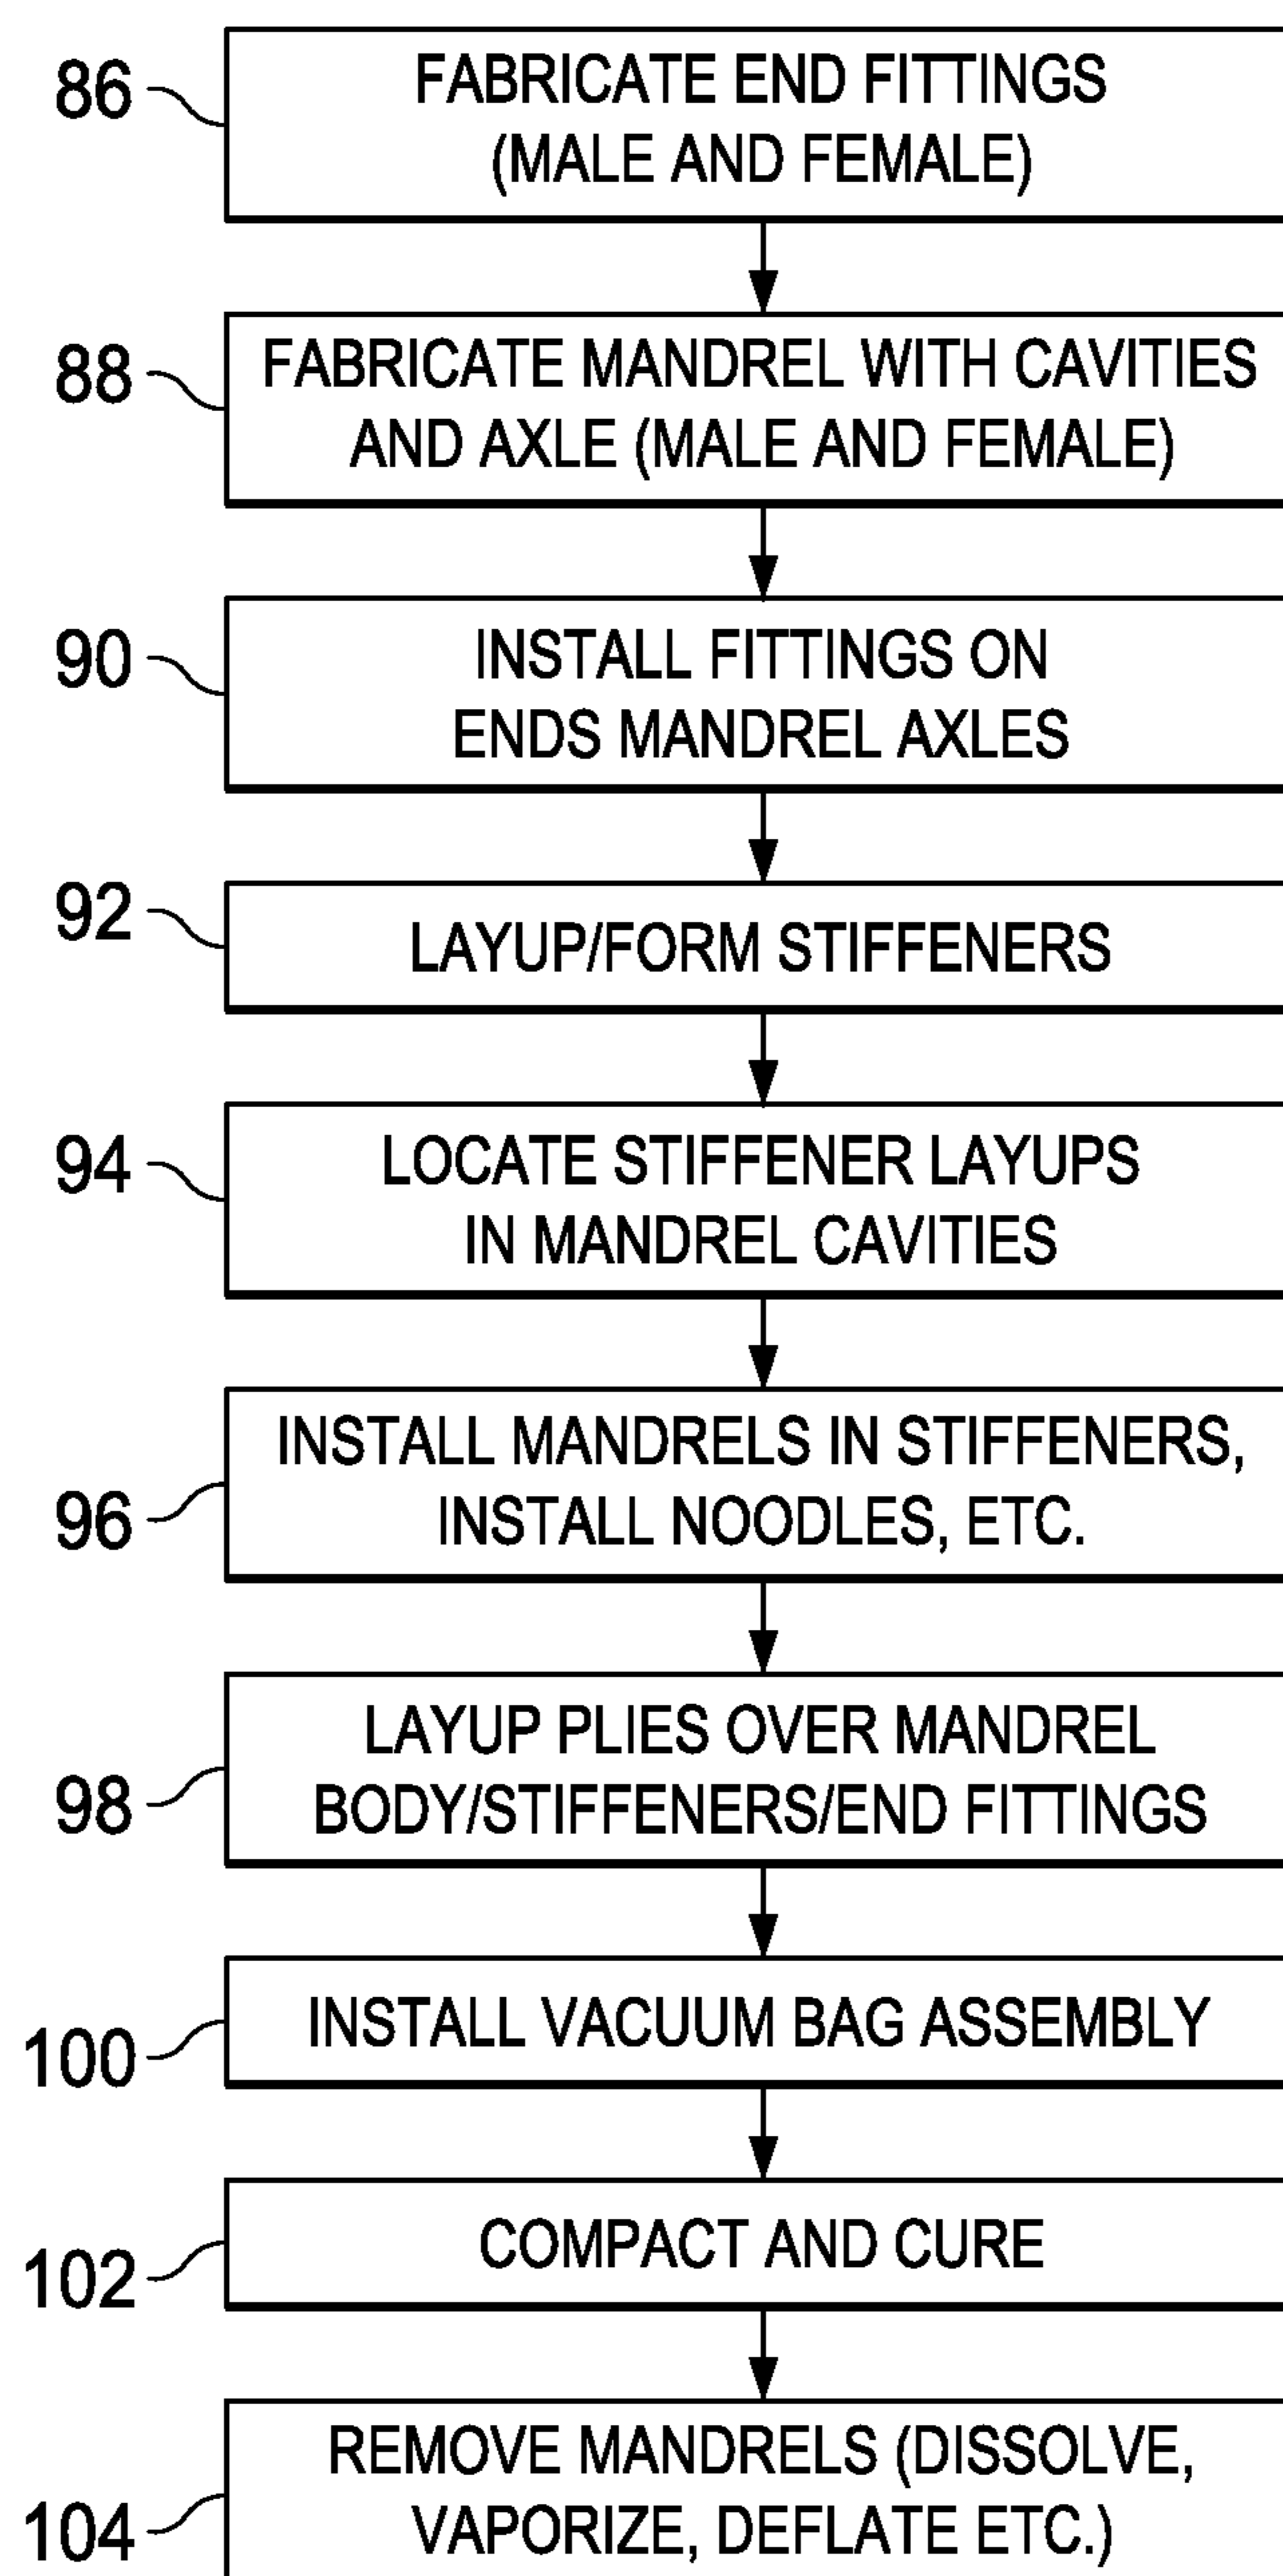 86
FABRICATE END FITTINGS
(MALE AND FEMALE)
88
FABRICATE MANDREL WITH CAVITIES
AND AXLE (MALE AND FEMALE)
90
INSTALL FITTINGS ON
ENDS MANDREL AXLES
92
LAYUP/FORM STIFFENERS
94
LOCATE STIFFENER LAYUPS
IN MANDREL CAVITIES
96
INSTALL MANDRELS IN STIFFENERS,
INSTALL NOODLES, ETC.
98
LAYUP PLIES OVER MANDREL
BODY/STIFFENERS/END FITTINGS
100
INSTALL VACUUM BAG ASSEMBLY
102
COMPACT AND CURE
104
REMOVE MANDRELS (DISSOLVE,
VAPORIZE, DEFLATE ETC.)